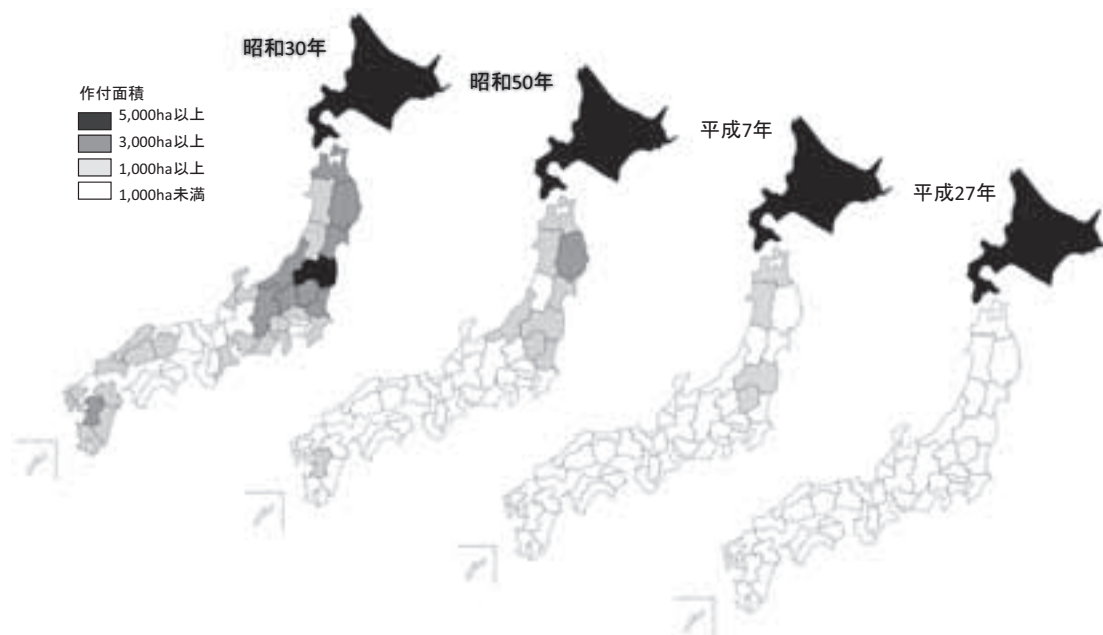 昭和30年
昭和50年
平成7年
平成27年
作付面積
5,000ha以上
3,000ha以上
1,000ha以上
1,000ha未満